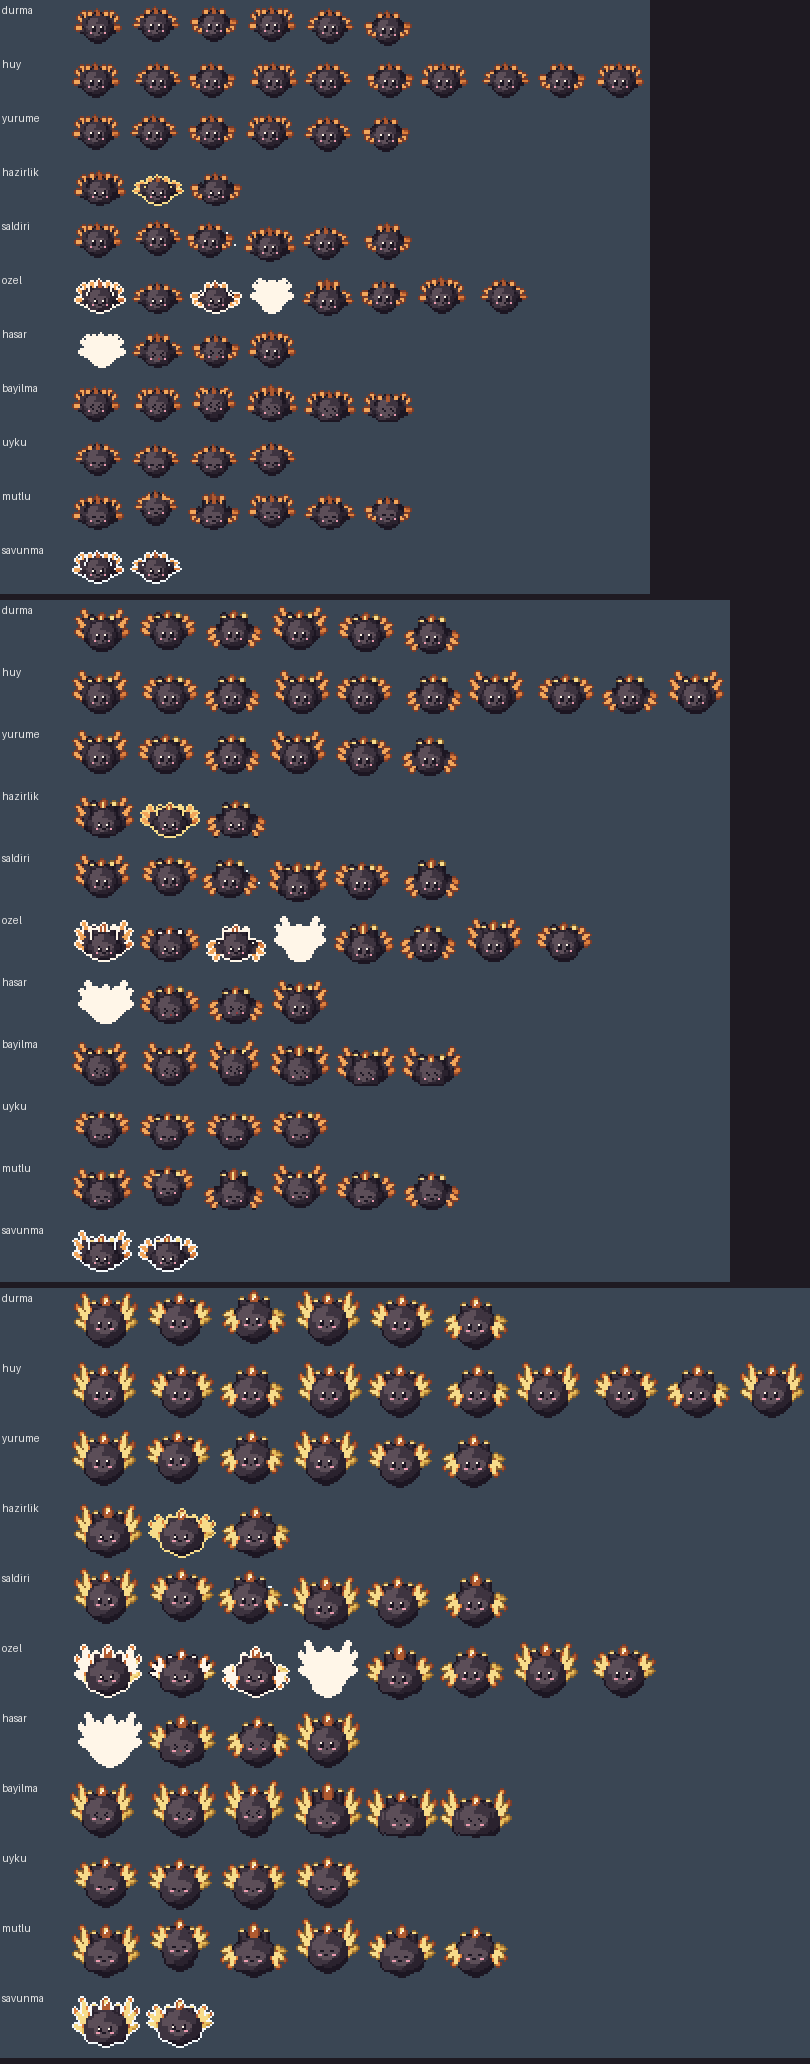 durma
huy
yurume
hazirlik
saldiri
ozel
hasar
bayilma
uyku
mutlu
savunma
durma
huy
yurume
hazirlik
saldiri
ozel
hasar
bayilma
uyku
mutlu
savunma
durma
huy
yurume
hazirlik
saldiri
ozel
hasar
bayilma
uyku
mutlu
savunma